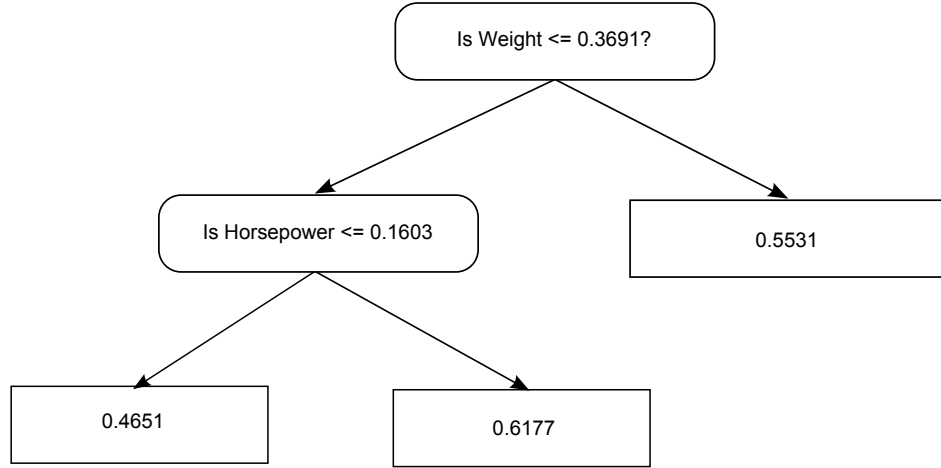 Is Weight <= 0.3691?
Is Horsepower <= 0.1603
0.5531
0.4651
0.6177